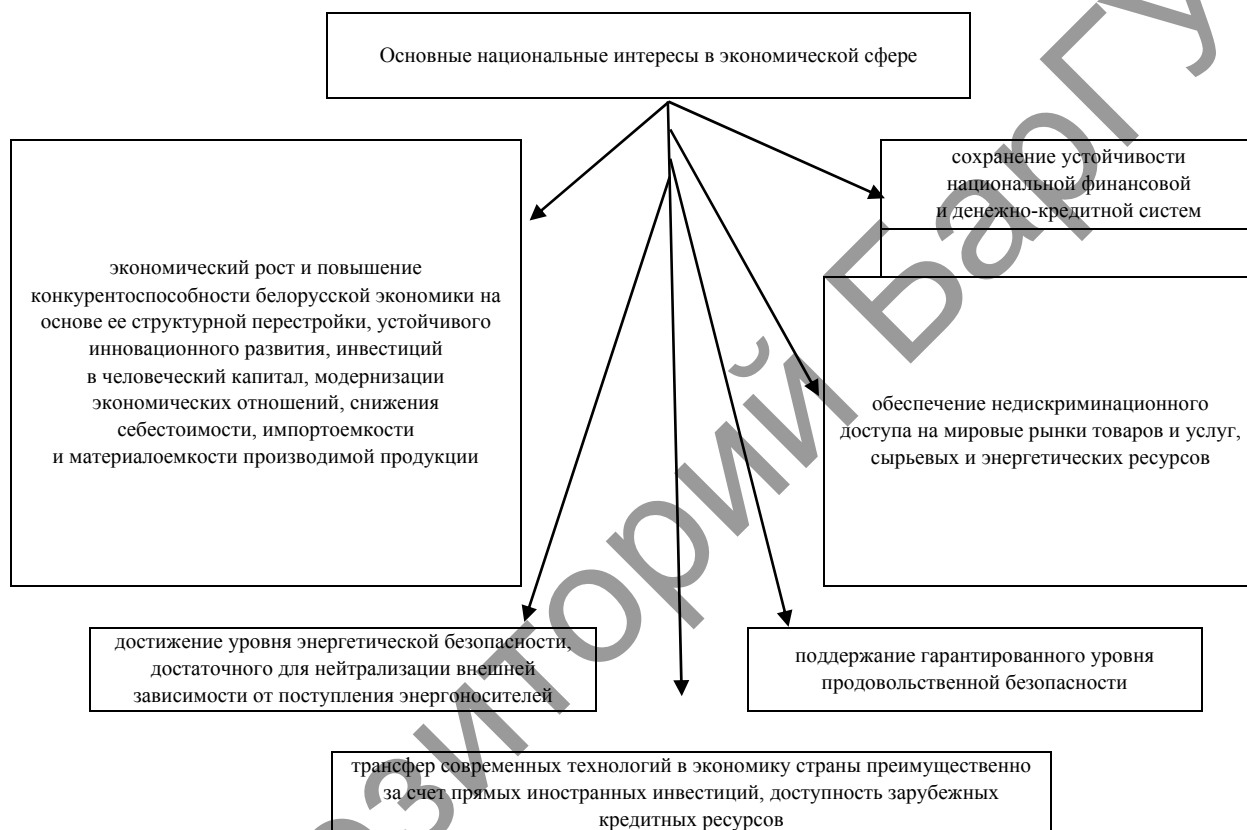 Основные национальные интересы в экономической сфере
экономический рост и повышение
конкурентоспособности белорусской экономики на
основе ее структурной перестройки, устойчивого
инновационного развития, инвестиций
в человеческий капитал, модернизации
экономических отношений, снижения
себестоимости, импортоемкости
и материалоемкости производимой продукции
сохранение устойчивости
национальной финансовой
и денежно-кредитной систем
обеспечение недискриминационного
доступа на мировые рынки товаров и услуг,
сырьевых и энергетических ресурсов
достижение уровня энергетической безопасности,
достаточного для нейтрализации внешней
зависимости от поступления энергоносителей
поддержание гарантированного уровня
продовольственной безопасности
трансфер современных технологий в экономику страны преимущественно
за счет прямых иностранных инвестиций, доступность зарубежных
кредитных ресурсов
зиторий БарГУ